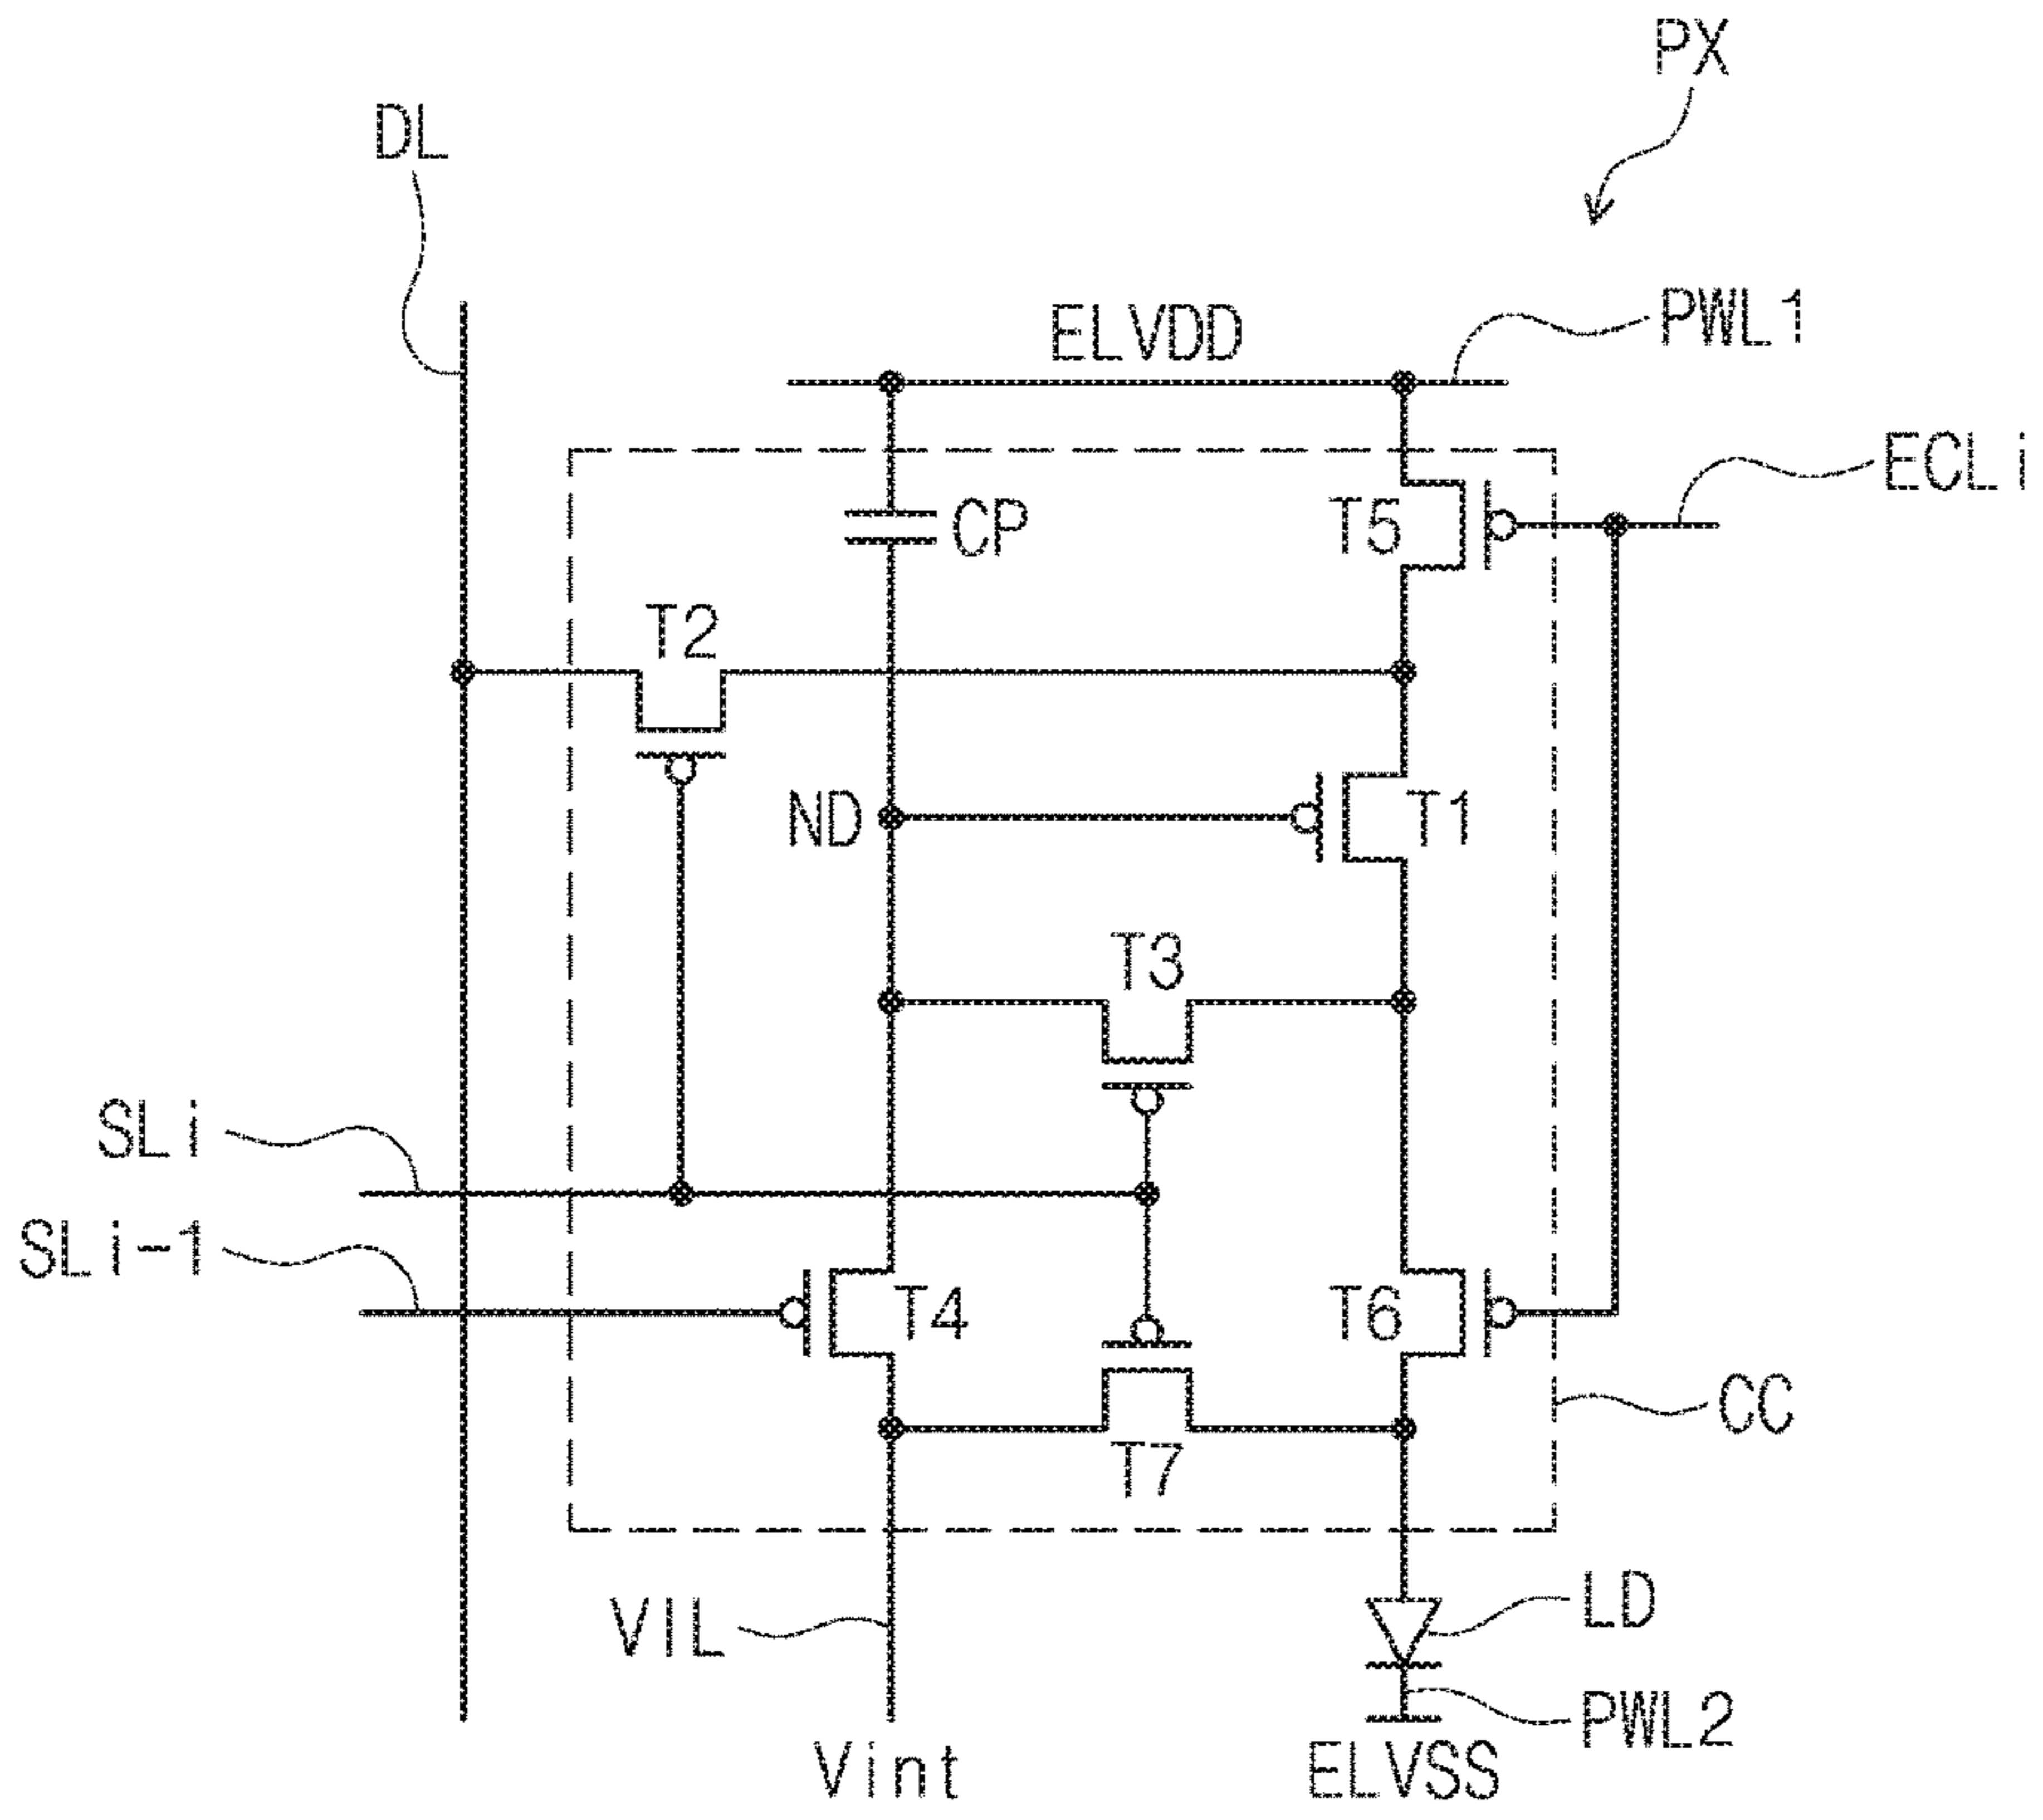 PX
DL
ELVDD
PWL1
ECLi
CP
T5
T2
ND
T1
T3
SLi
SLi-1
T4
T6
CC
T7
VIL
LD
PWL2
Vint
ELVSS